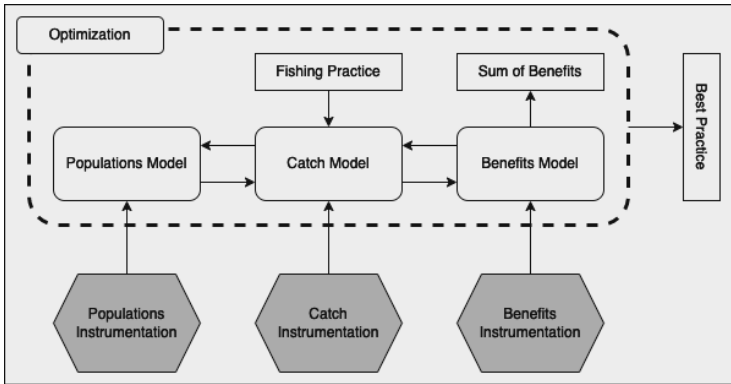 Optimization
Fishing Practice
Sum of Benefits
Best Practice
Populations Model
Catch Model
Benefits Model
Populations
Instrumentation
Catch
Instrumentation
Benefits
Instrumentation